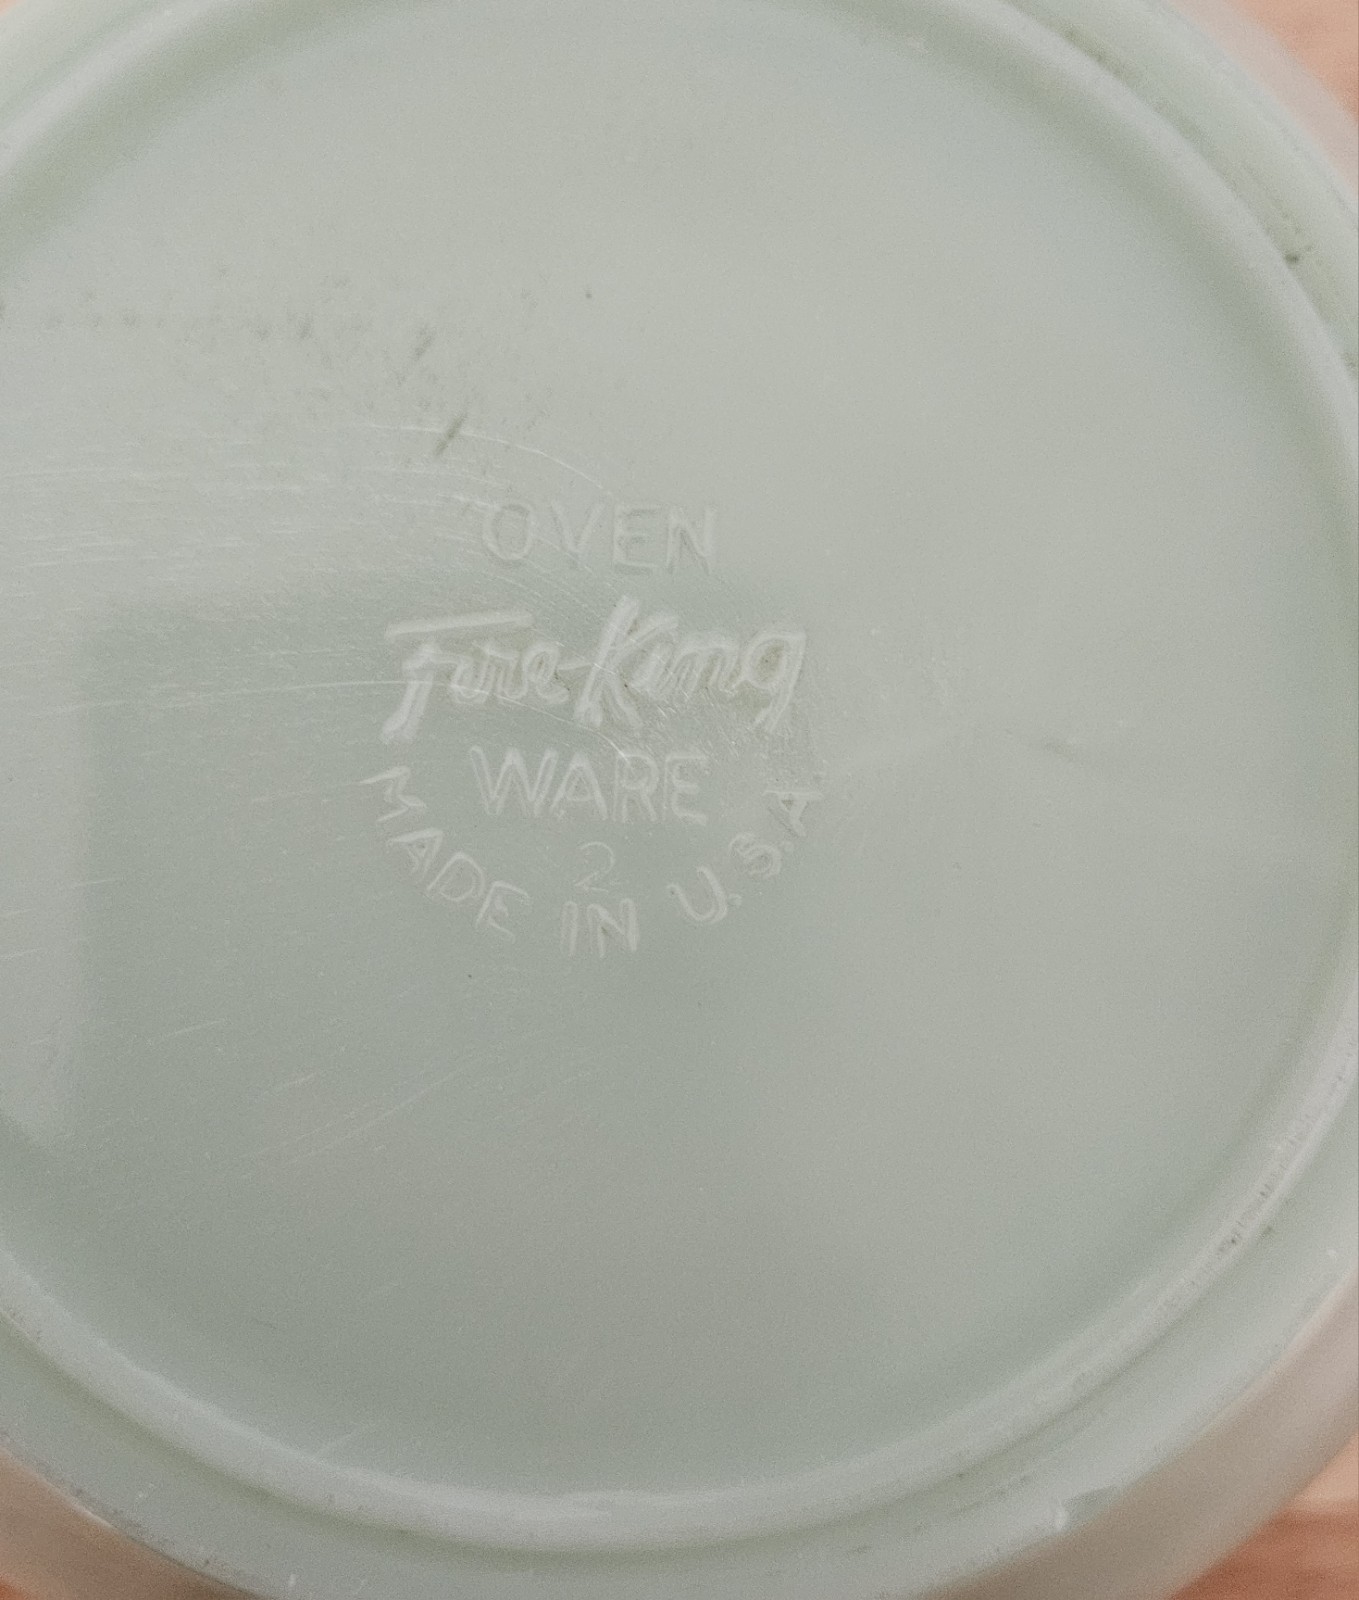 OVEN
Fire-King
WARE
2
MADE IN U.S.A